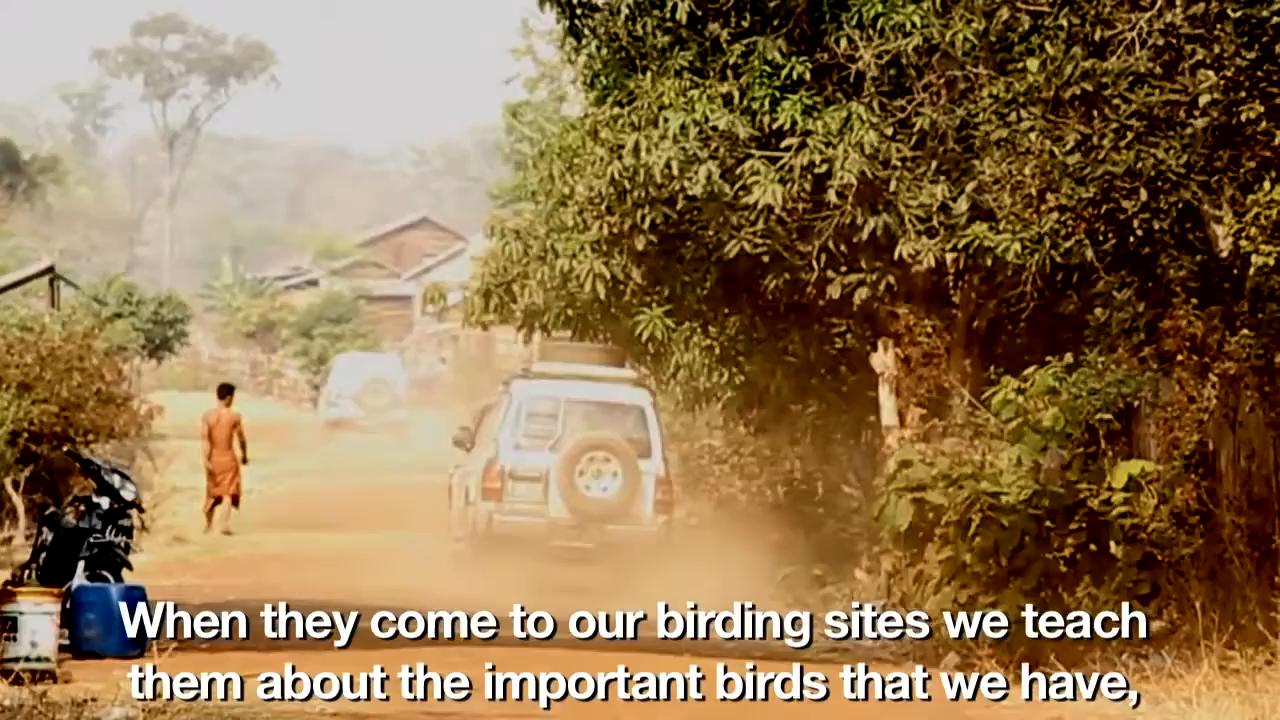 When they come to our birding sites we teach
them about the important birds that we have,